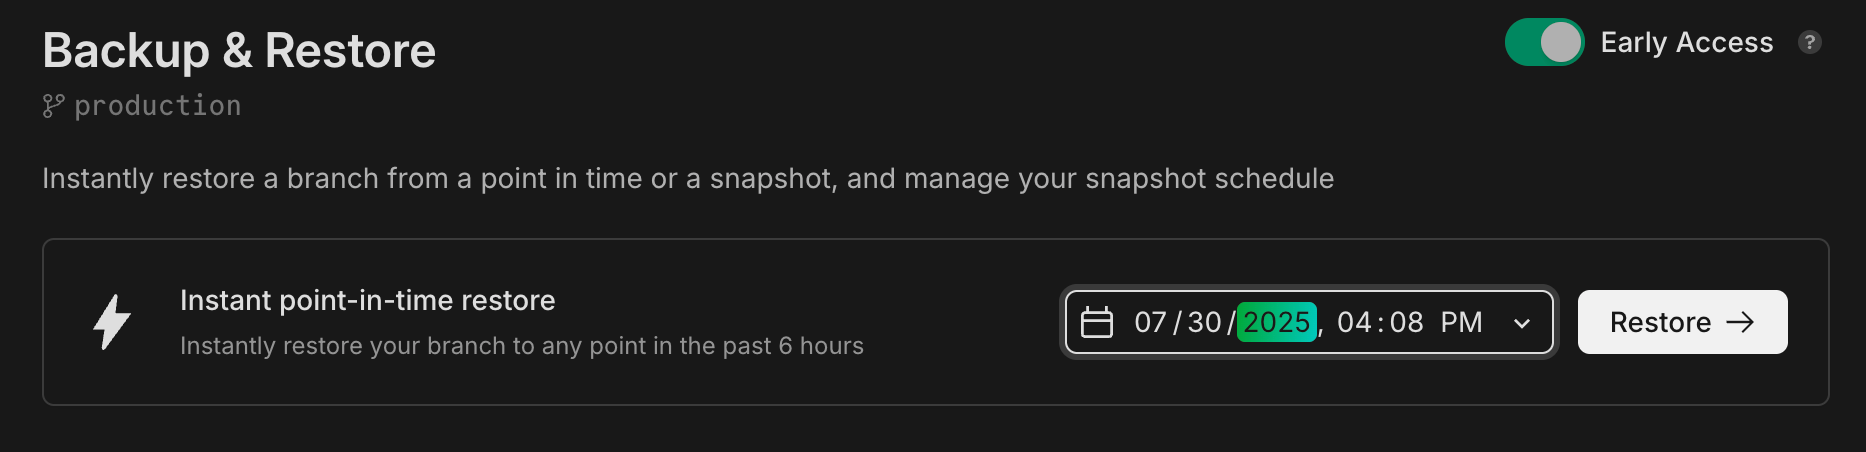 Backup & Restore
Early Access ?
production
Instantly restore a branch from a point in time or a snapshot, and manage your snapshot schedule
Instant point-in-time restore
Instantly restore your branch to any point in the past 6 hours
07/30/2025, 04:08 PM
Restore →